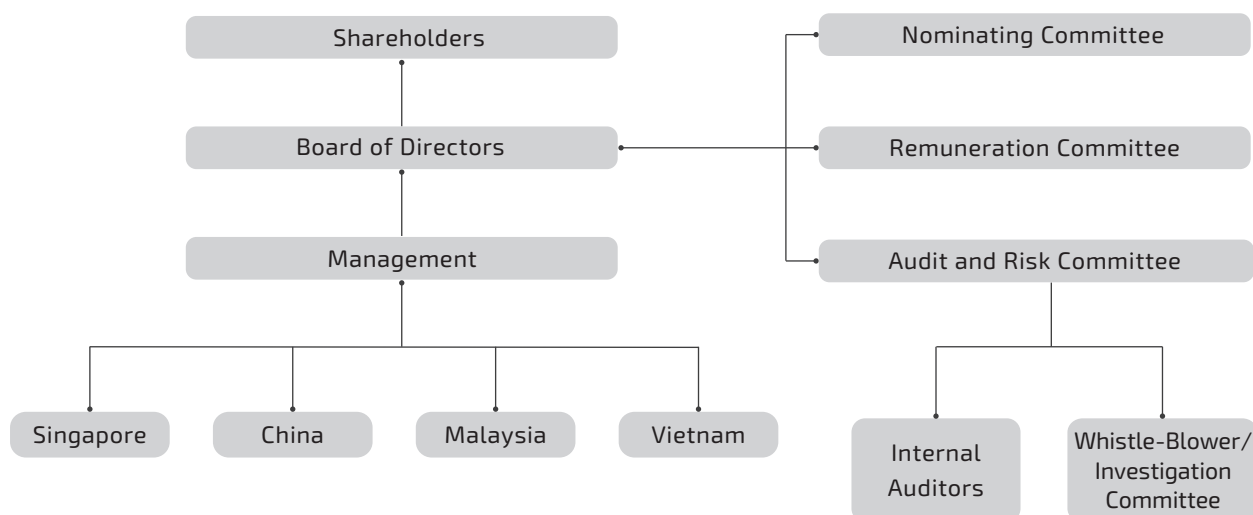 Shareholders
Nominating Committee
Board of Directors
Remuneration Committee
Management
Audit and Risk Committee
Singapore
China
Malaysia
Vietnam
Internal
Auditors
Whistle-Blower/
Investigation
Committee